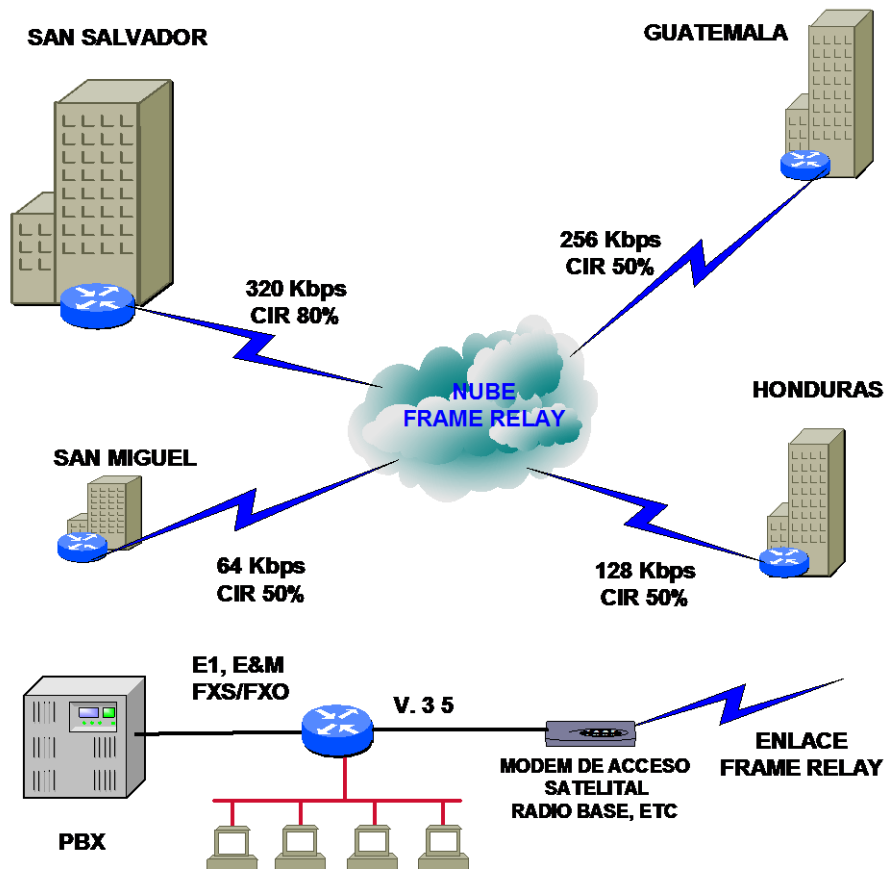 SAN SALVADOR
GUATEMALA
256 Kbps
CIR 50%
320 Kbps
CIR 80%
NUBE
FRAME RELAY
HONDURAS
SAN MIGUEL
64 Kbps
CIR 50%
128 Kbps
CIR 50%
E1, E&M
FXS/FXO
V. 3 5
ENLACE
FRAME RELAY
MODEM DE ACCESO
SATELITAL
RADIO BASE, ETC
PBX